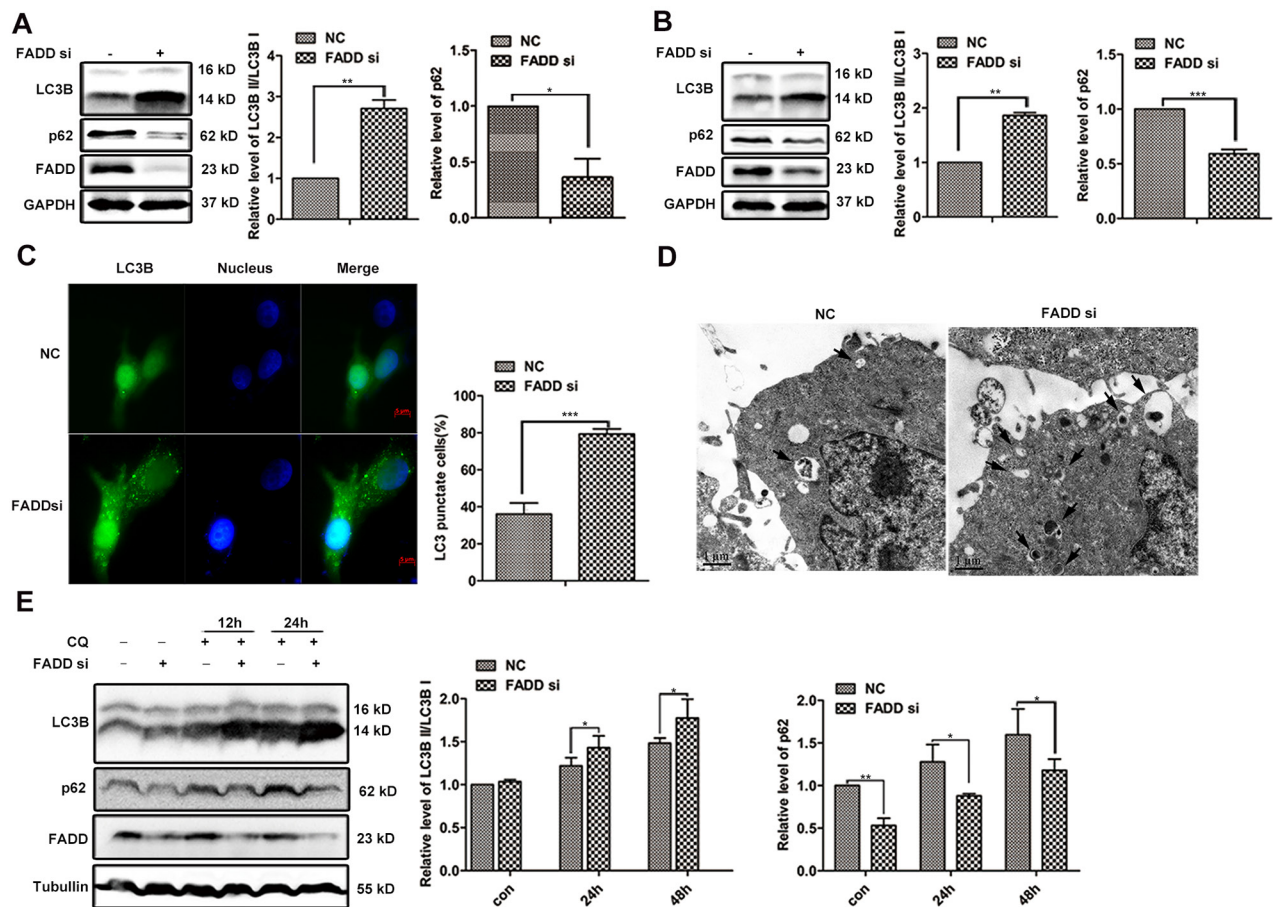 A
FADD si - +
LC3B
16 kD
14 kD
p62
62 kD
FADD
23 kD
GAPDH
37 kD
NC
FADD si
Relative level of LC3B II/LC3B I
4
3
2
1
0
**
NC
FADD si
Relative level of p62
1.5
1.0
0.5
0.0
*
B
FADD si - +
LC3B
16 kD
14 kD
p62
62 kD
FADD
23 kD
GAPDH
37 kD
NC
FADD si
Relative level of LC3B II/LC3B I
3
2
1
0
**
NC
FADD si
Relative level of p62
1.5
1.0
0.5
0.0
***
C
LC3B Nucleus Merge
NC
FADDsi
5μm
5μm
NC
FADD si
LC3 punctate cells(%)
100
80
60
40
20
0
***
D
NC FADD si
1 μm
1 μm
E
12h 24h
CQ – – + + + +
FADD si – + – + – +
LC3B
16 kD
14 kD
p62
62 kD
FADD
23 kD
Tubullin
55 kD
NC
FADD si
Relative level of LC3B II/LC3B I
2.0
1.5
1.0
0.5
0.0
*
*
con 24h 48h
NC
FADD si
Relative level of p62
2.0
1.5
1.0
0.5
0.0
**
*
*
con 24h 48h